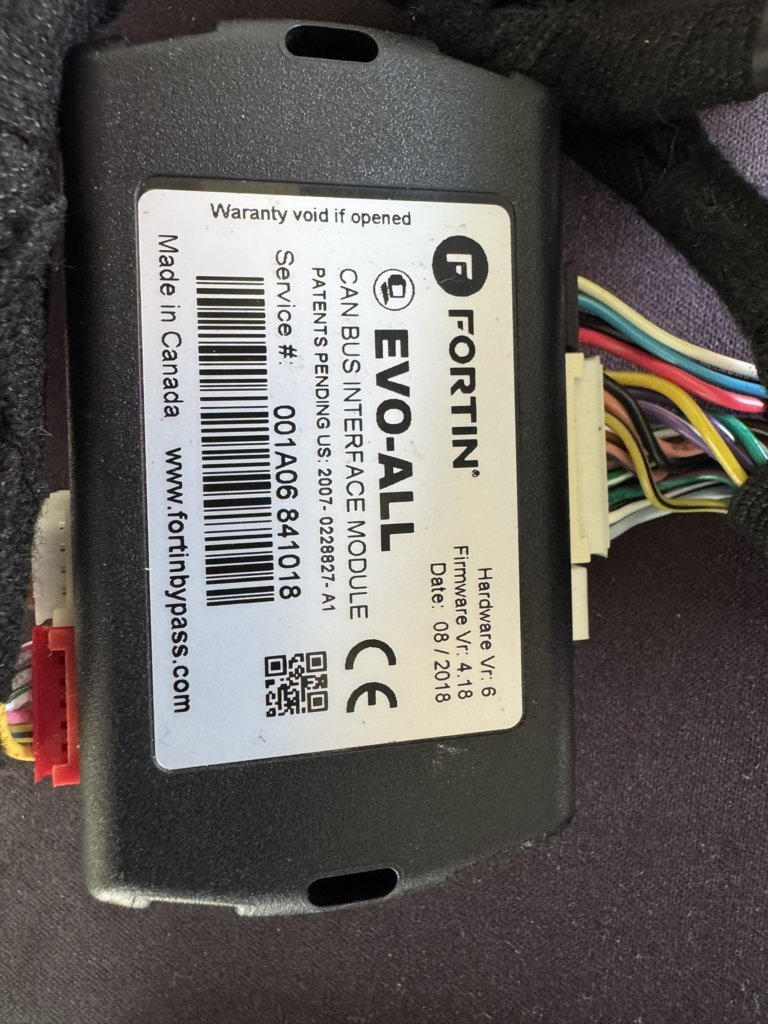 Waranty void if opened
FORTIN®
EVO-ALL
CAN BUS INTERFACE MODULE
PATENTS PENDING US: 2007- 0228827- A1
Service #: 001A06 841018
Made in Canada www.fortinbypass.com
Hardware Vr: 6
Firmware Vr: 4.18
Date: 08 / 2018
CE